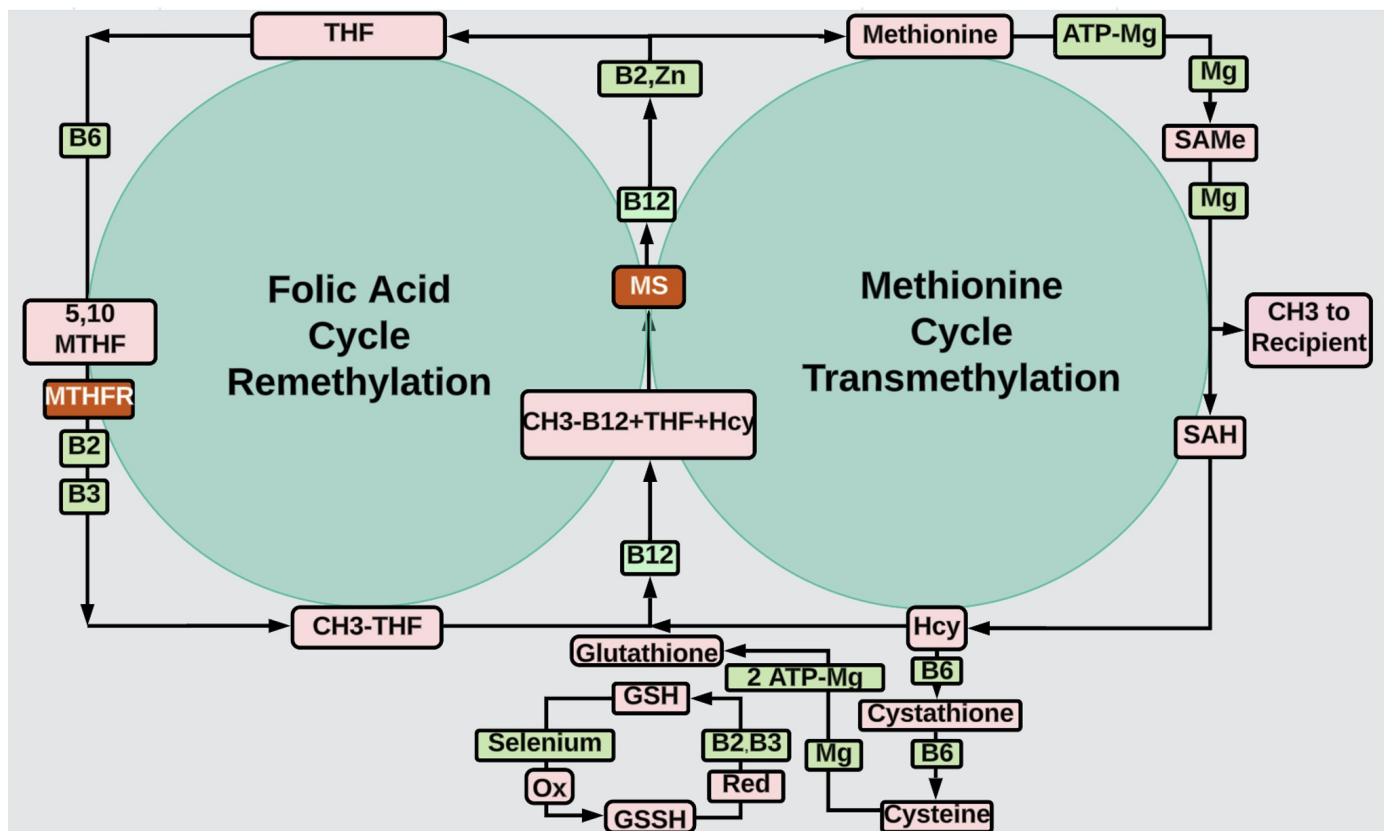 THF
Methionine
ATP-Mg
B2,Zn
Mg
B6
SAMe
Mg
B12
Folic Acid
Cycle
Remethylation
MS
Methionine
Cycle
Transmethylation
5,10
MTHF
CH3 to
Recipient
MTHFR
B2
B3
CH3-B12+THF+Hcy
SAH
B12
CH3-THF
Hcy
Glutathione
2 ATP-Mg
B6
GSH
Cystathione
Selenium
B2,B3
Mg
B6
Ox
Red
GSSH
Cysteine